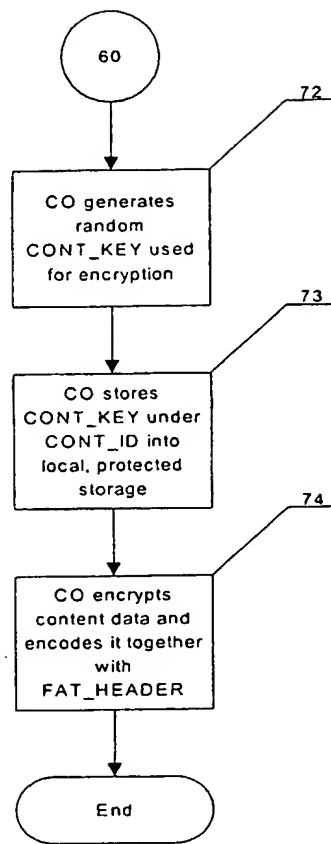 60
72
CO generates
random
CONT_KEY used
for encryption
73
CO stores
CONT_KEY under
CONT_ID into
local, protected
storage
74
CO encrypts
content data and
encodes it together
with
FAT_HEADER
End